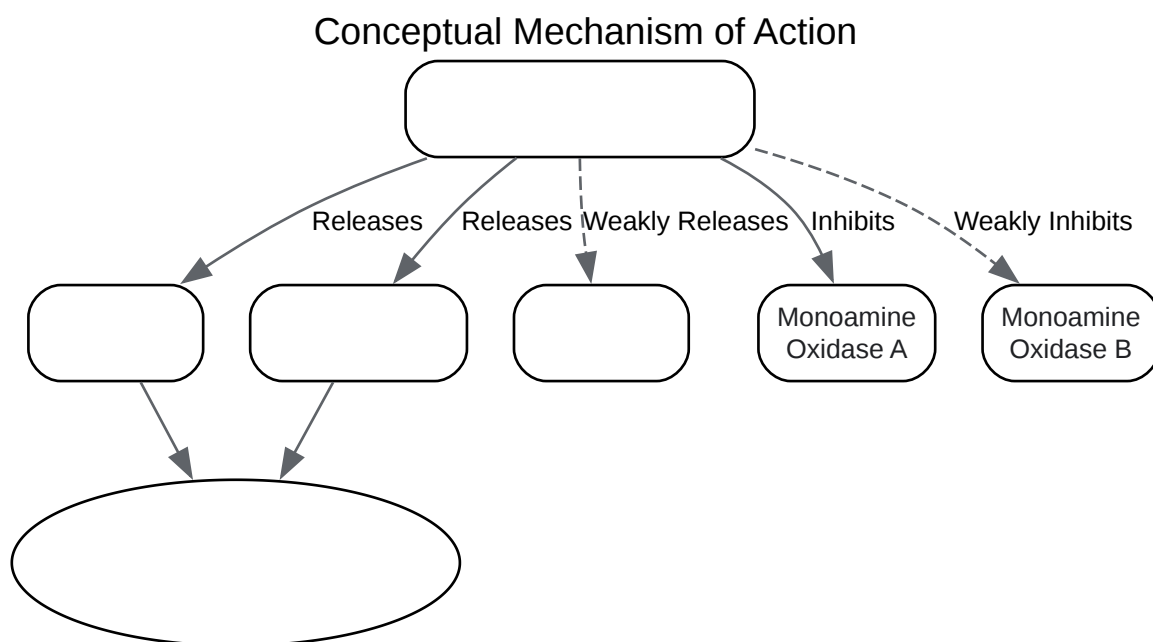 Conceptual Mechanism of Action
Releases
Releases
Weakly Releases
Inhibits
Weakly Inhibits
Monoamine
Oxidase A
Monoamine
Oxidase B